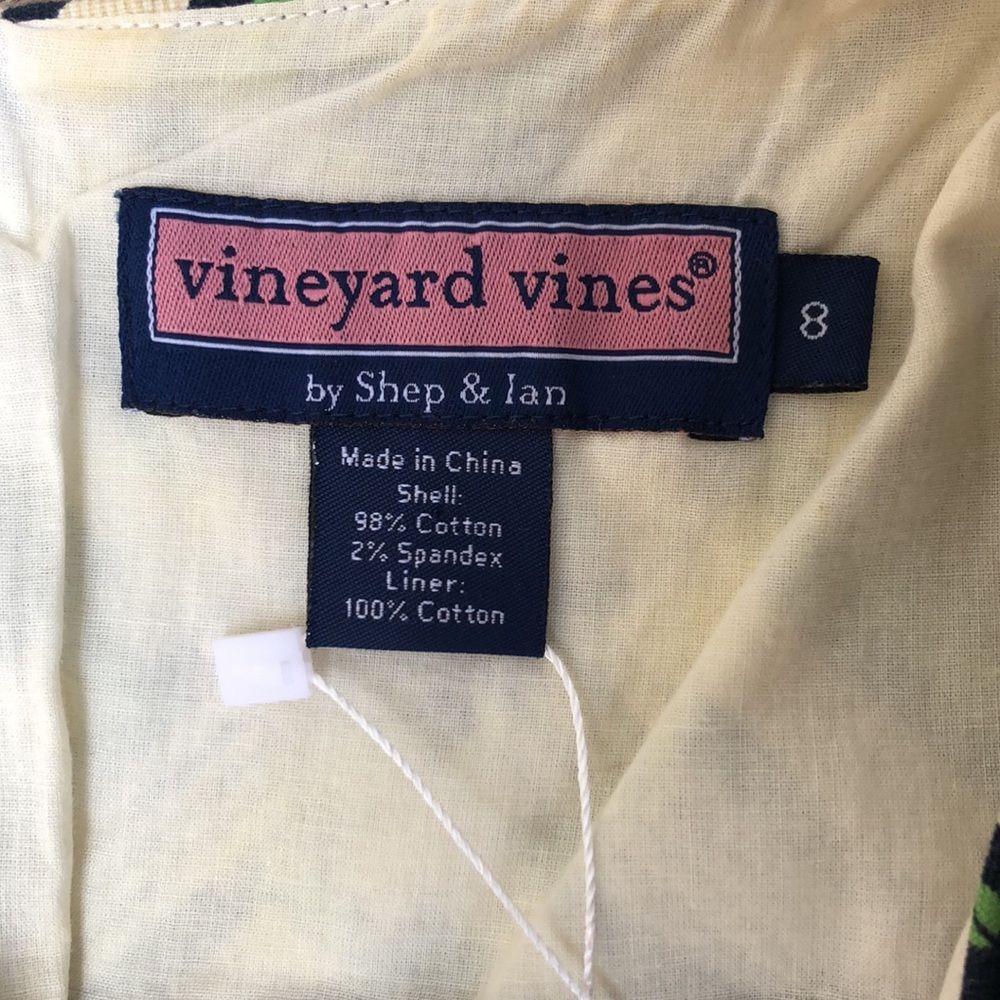 vineyard vines®
by Shep & Ian
8
Made in China
Shell:
98% Cotton
2% Spandex
Liner:
100% Cotton